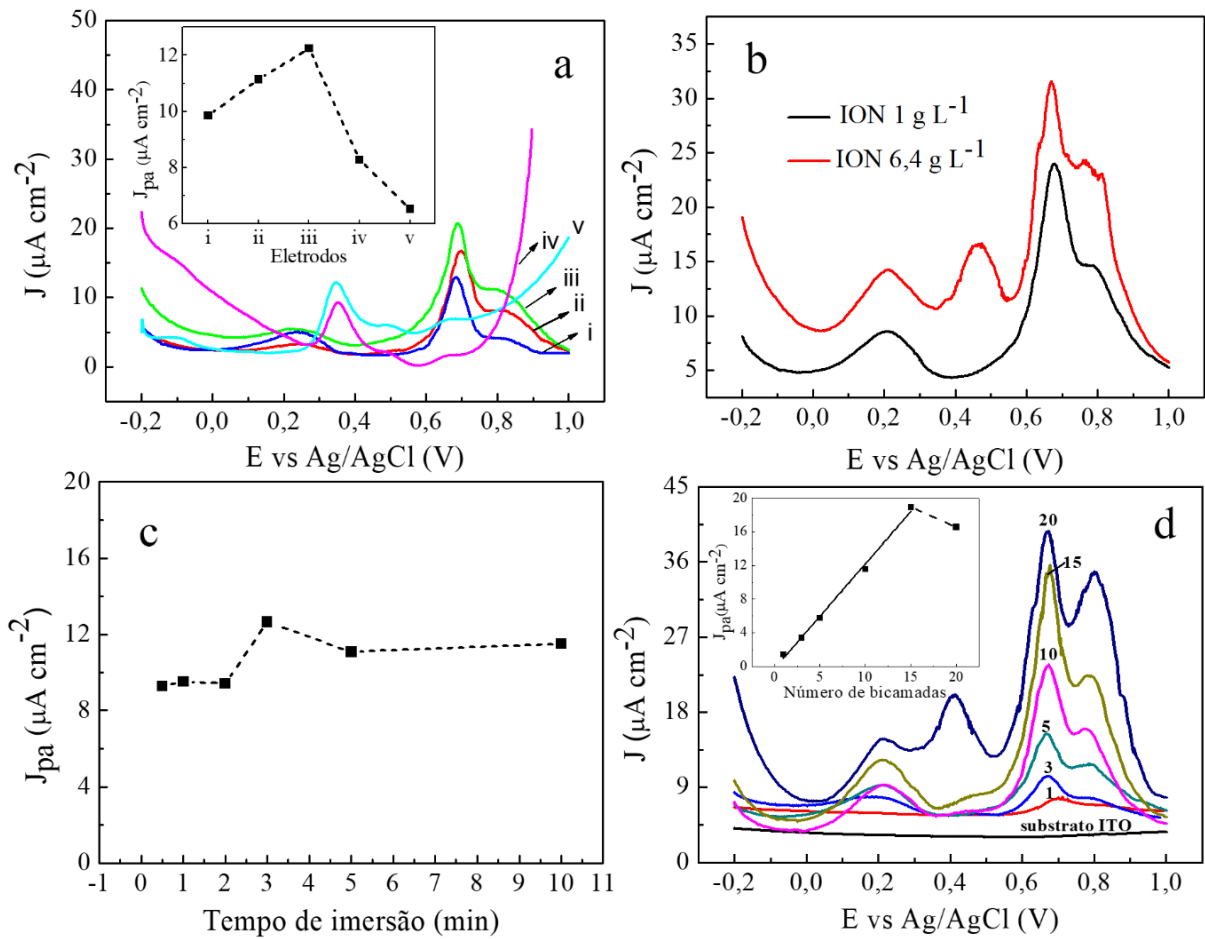 a
J (μA cm-2)
50
40
30
20
10
0
-0,2 0,0 0,2 0,4 0,6 0,8 1,0
E vs Ag/AgCl (V)
Jpa (μA cm-2)
12
10
8
6
i ii iii iv v
Eletrodos
iv
v
iii
ii
i
b
J (μA cm-2)
35
30
25
20
15
10
5
ION 1 g L-1
ION 6,4 g L-1
-0,2 0,0 0,2 0,4 0,6 0,8 1,0
E vs Ag/AgCl (V)
c
Jpa (μA cm-2)
20
16
12
8
4
0
-1 0 1 2 3 4 5 6 7 8 9 10 11
Tempo de imersão (min)
d
J (μA cm-2)
45
36
27
18
9
0
Jpa(μA cm-2)
20
16
12
8
4
0
0 5 10 15 20
Número de bicamadas
20
15
10
5
3
1
substrato ITO
-0,2 0,0 0,2 0,4 0,6 0,8 1,0
E vs Ag/AgCl (V)